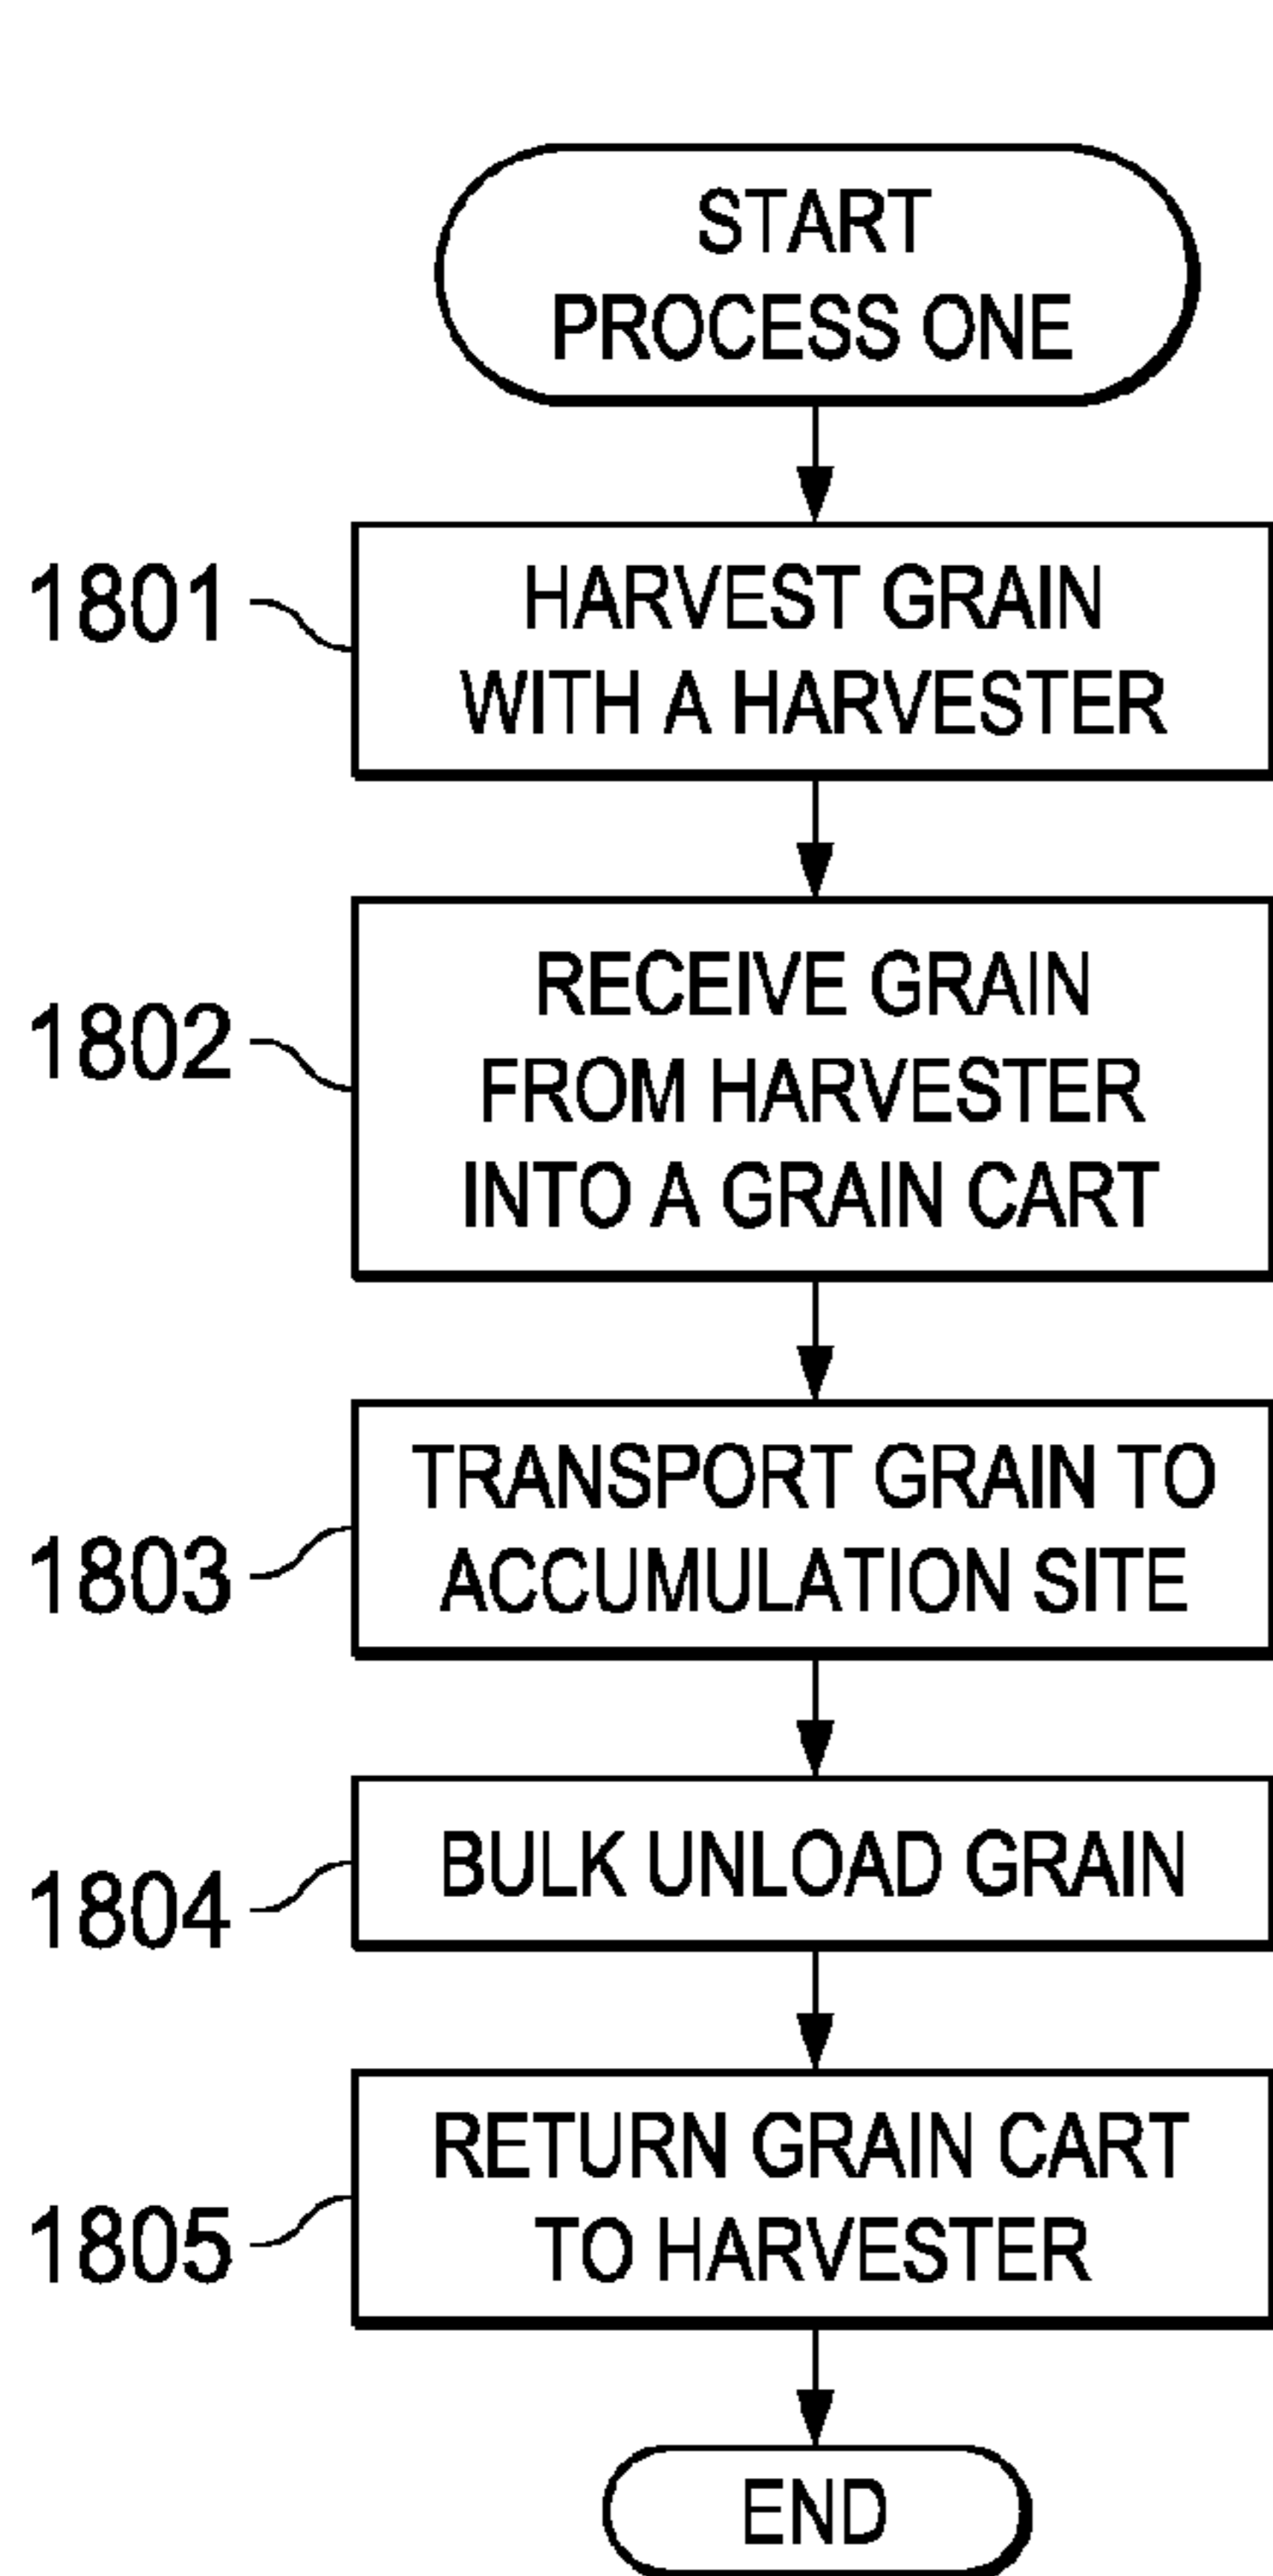 START
PROCESS ONE
1801
HARVEST GRAIN
WITH A HARVESTER
1802
RECEIVE GRAIN
FROM HARVESTER
INTO A GRAIN CART
1803
TRANSPORT GRAIN TO
ACCUMULATION SITE
1804
BULK UNLOAD GRAIN
1805
RETURN GRAIN CART
TO HARVESTER
END